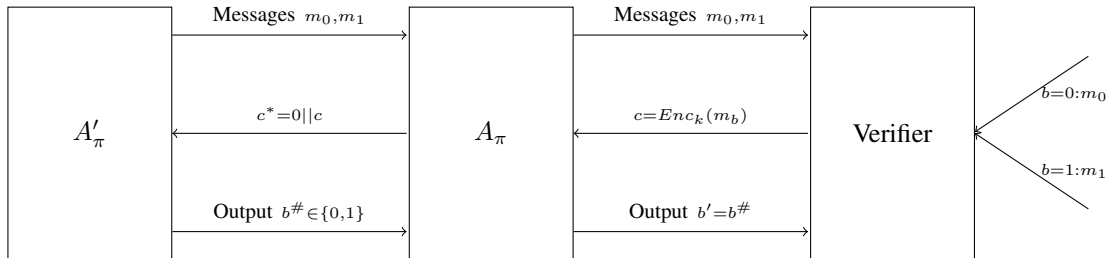 Messages m_0,m_1
Messages m_0,m_1
b=0:m_0
c^*=0||c
c=Enc_k(m_b)
A'_π
A_π
Verifier
b=1:m_1
Output b^#∈{0,1}
Output b'=b^#